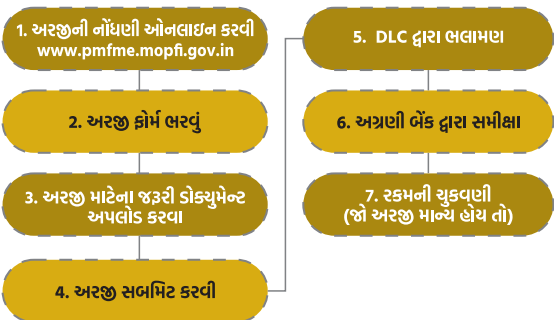 1. અરજીની નોંધણી ઓનલાઇન કરવી
www.pmfme.mopfi.gov.in
2. અરજી ફોર્મ ભરવું
3. અરજી માટેના જરૂરી ડોક્યુમેન્ટ
અપલોડ કરવા
4. અરજી સબમિટ કરવી
5. DLC દ્વારા ભલામણ
6. અગ્રણી બેંક દ્વારા સમીક્ષા
7. રકમની ચુકવણી
(જો અરજી માન્ય હોય તો)